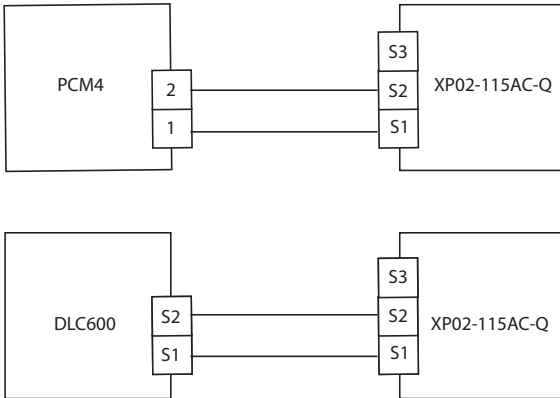 S3
PCM4 2 S2 XP02-115AC-Q
1 S1
S3
DLC600 S2 S2 XP02-115AC-Q
S1 S1